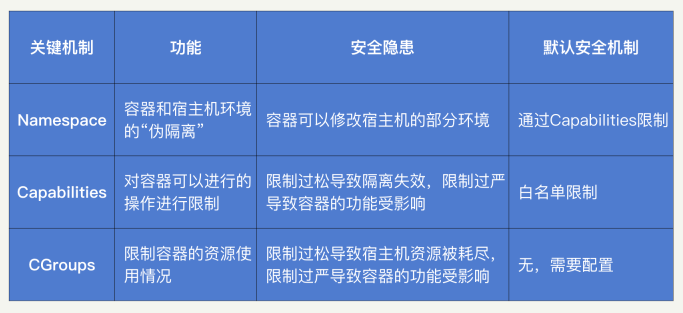 关键机制
功能
安全隐患
默认安全机制
Namespace
容器和宿主机环境
的“伪隔离”
容器可以修改宿主机的部分环境
通过Capabilities限制
Capabilities
对容器可以进行的
操作进行限制
限制过松导致隔离失效，限制过严
导致容器的功能受影响
白名单限制
CGroups
限制容器的资源使
用情况
限制过松导致宿主机资源被耗尽，
限制过严导致容器的功能受影响
无，需要配置